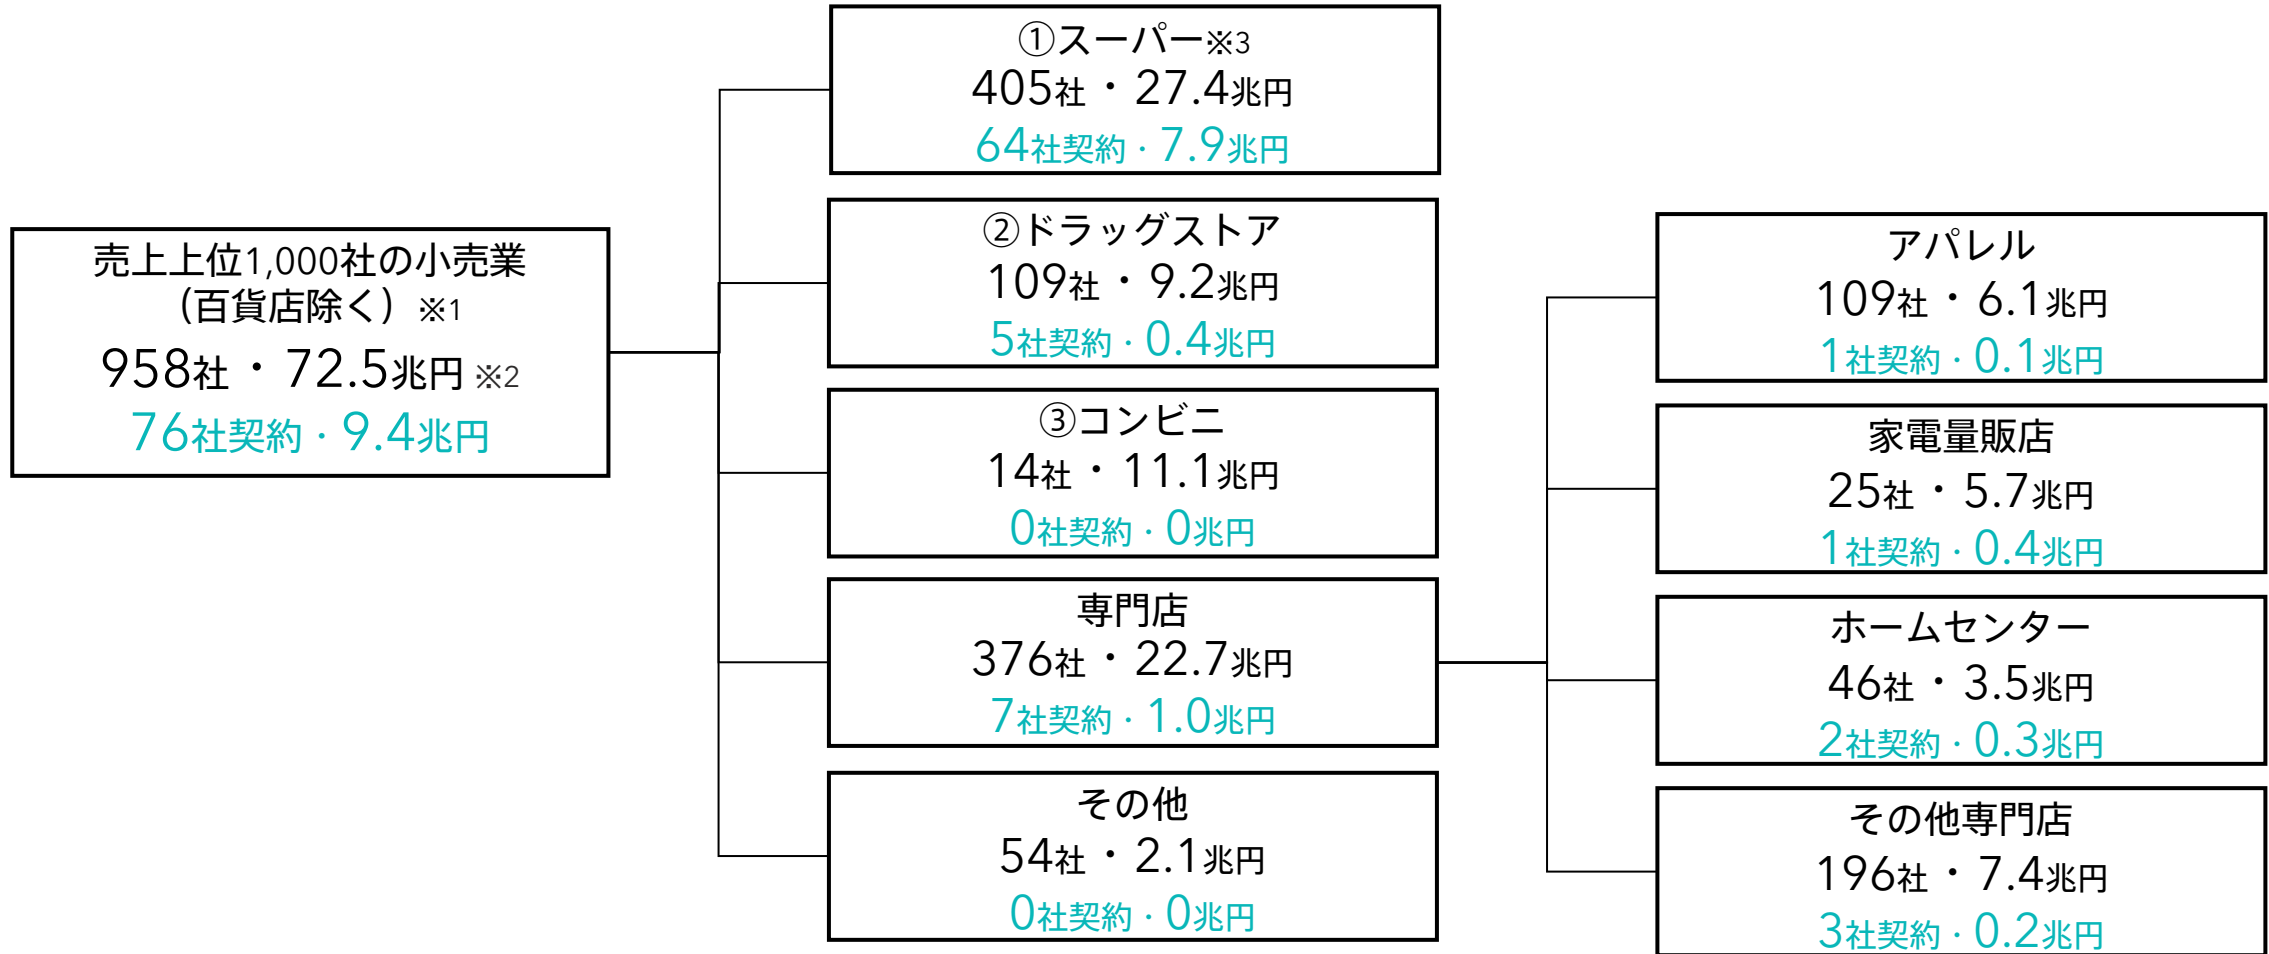 売上上位1,000社の小売業
（百貨店除く）※1
958社・72.5兆円 ※2
76社契約・9.4兆円
①スーパー※3
405社・27.4兆円
64社契約・7.9兆円
②ドラッグストア
109社・9.2兆円
5社契約・0.4兆円
③コンビニ
14社・11.1兆円
0社契約・0兆円
専門店
376社・22.7兆円
7社契約・1.0兆円
その他
54社・2.1兆円
0社契約・0兆円
アパレル
109社・6.1兆円
1社契約・0.1兆円
家電量販店
25社・5.7兆円
1社契約・0.4兆円
ホームセンター
46社・3.5兆円
2社契約・0.3兆円
その他専門店
196社・7.4兆円
3社契約・0.2兆円